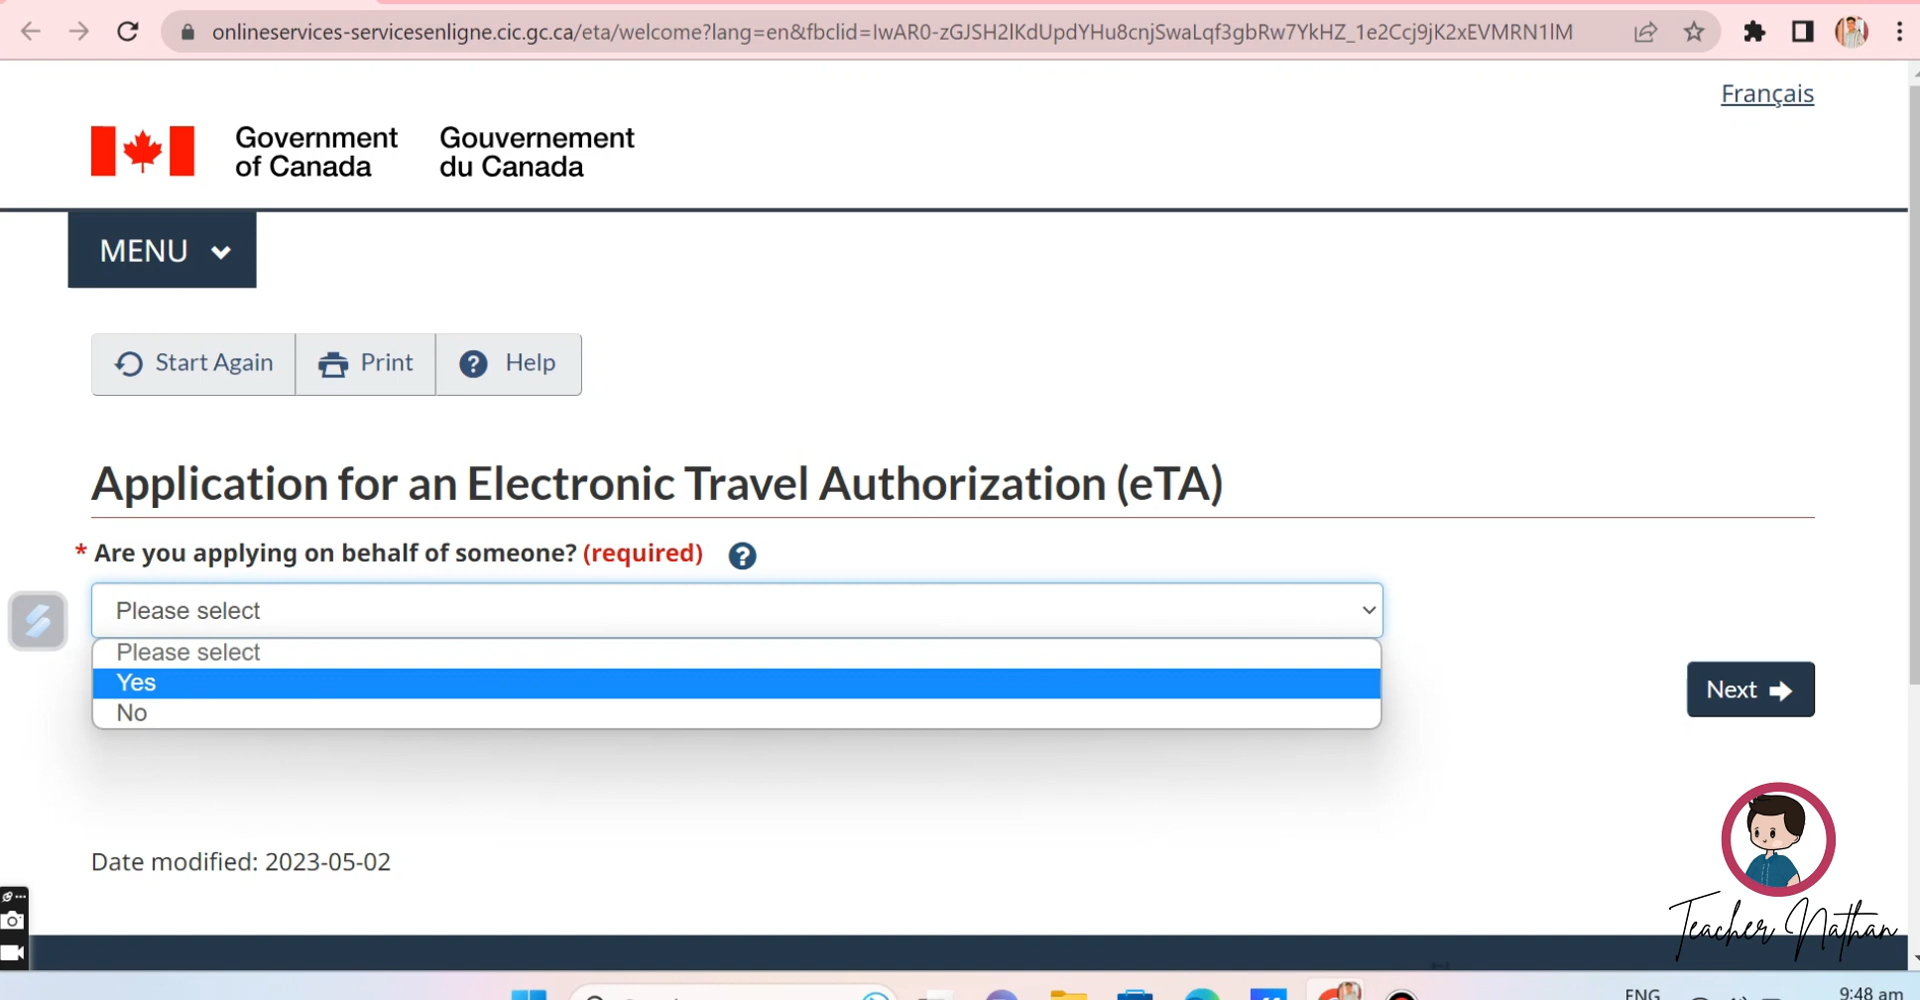 onlineservices-servicesenligne.cic.gc.ca/eta/welcome?lang=en&fbclid=IwAR0-zGJSH2lKdUpdYHu8cnjSwaLqf3gbRw7YkHZ_1e2Ccj9jK2xEVMRN1lM
Français
Government of Canada
Gouvernement du Canada
MENU
Start Again
Print
Help
Application for an Electronic Travel Authorization (eTA)
* Are you applying on behalf of someone? (required)
Please select
Please select
Yes
No
Next
Date modified: 2023-05-02
Teacher Nathan
ENG
9:48 am